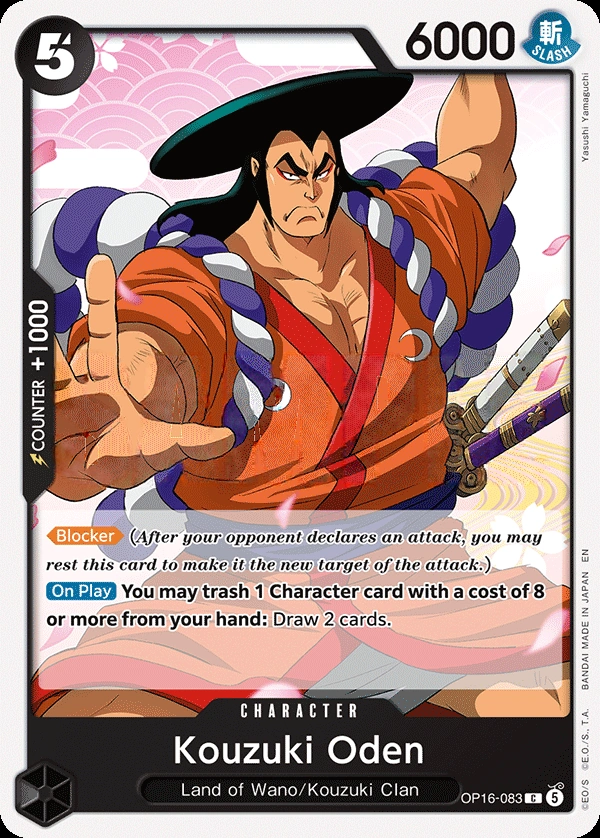 5
6000
斬
SLASH
Yasushi Yamaguchi
COUNTER +1000
Blocker (After your opponent declares an attack, you may
rest this card to make it the new target of the attack.)
On Play You may trash 1 Character card with a cost of 8
or more from your hand: Draw 2 cards.
BANDAI MADE IN JAPAN EN
©E.O./S., T.A.
©EO/S
CHARACTER
Kouzuki Oden
Land of Wano/Kouzuki Clan
OP16-083 C 5